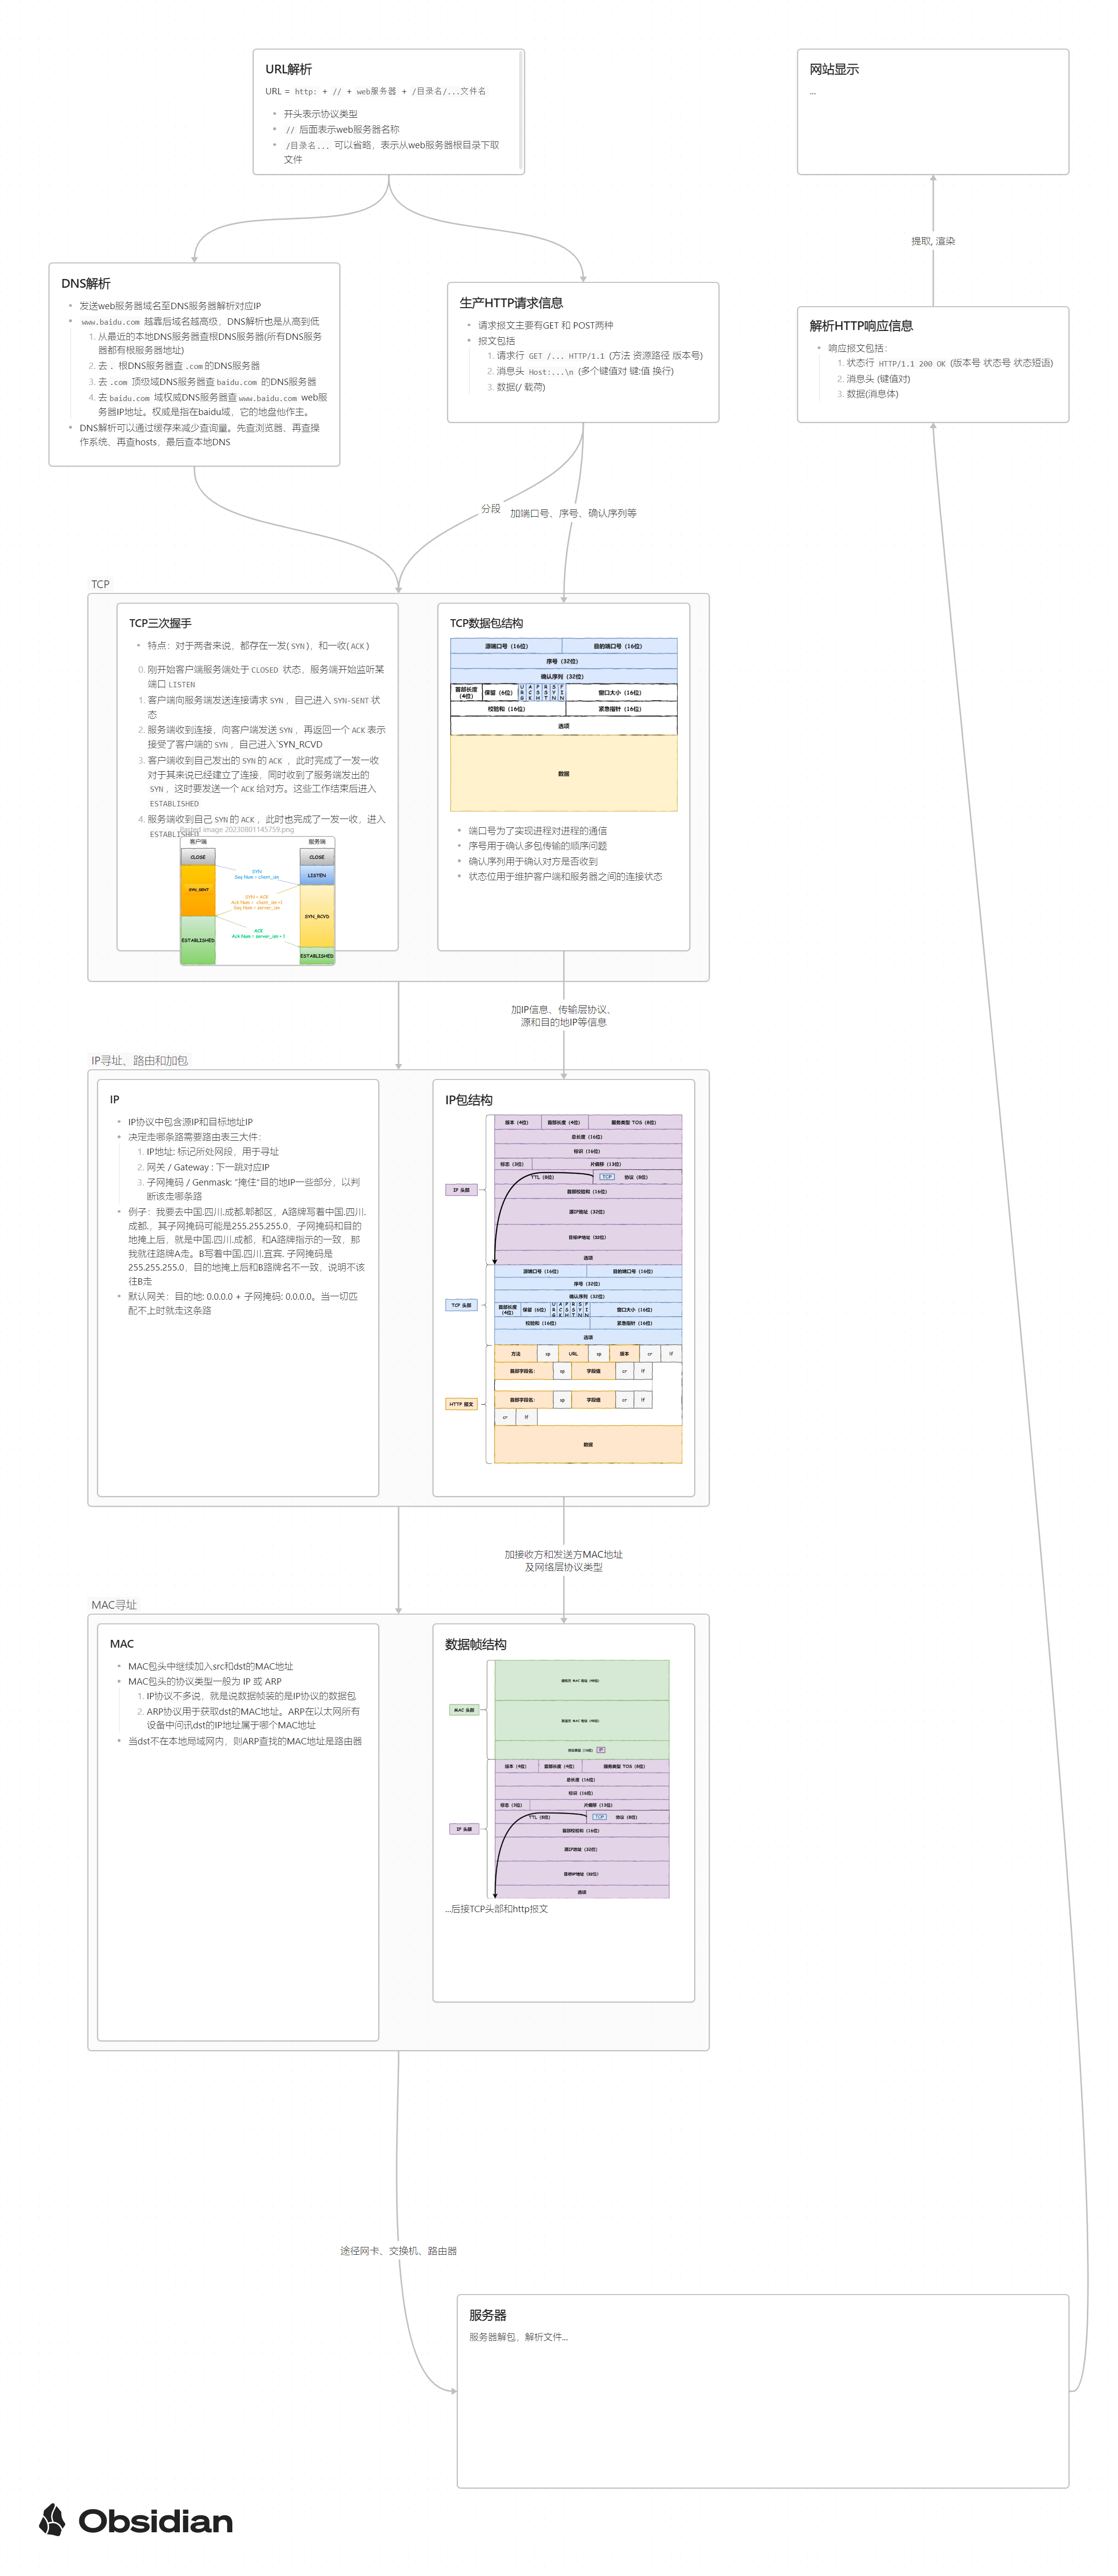 URL解析
URL = http: + // + web服务器 + /目录名/...文件名
开头表示协议类型
// 后面表示web服务器名称
/目录名... 可以省略，表示从web服务器根目录下取
文件
网站显示
...
提取, 渲染
DNS解析
发送web服务器域名至DNS服务器解析对应IP
www.baidu.com 越靠后域名越高级，DNS解析也是从高到低
1. 从最近的本地DNS服务器查根DNS服务器(所有DNS服务
器都有根服务器地址)
2. 去 . 根DNS服务器查 .com 的DNS服务器
3. 去 .com 顶级域DNS服务器查 baidu.com 的DNS服务器
4. 去 baidu.com 域权威DNS服务器查 www.baidu.com web服
务器IP地址。权威是指在baidu域，它的地盘他作主。
DNS解析可以通过缓存来减少查询量。先查浏览器、再查操
作系统、再查hosts，最后查本地DNS
生产HTTP请求信息
请求报文主要有GET 和 POST两种
报文包括
1. 请求行 GET /... HTTP/1.1 (方法 资源路径 版本号)
2. 消息头 Host:...\n (多个键值对 键:值 换行)
3. 数据(/ 载荷)
解析HTTP响应信息
响应报文包括：
1. 状态行 HTTP/1.1 200 OK (版本号 状态号 状态短语)
2. 消息头 (键值对)
3. 数据(消息体)
分段
加端口号、序号、确认序列等
TCP
TCP三次握手
特点：对于两者来说，都存在一发( SYN )，和一收( ACK )
0. 刚开始客户端服务端处于 CLOSED 状态，服务端开始监听某
端口 LISTEN
1. 客户端向服务端发送连接请求 SYN ，自己进入 SYN-SENT 状
态
2. 服务端收到连接，向客户端发送 SYN ，再返回一个 ACK 表示
接受了客户端的 SYN ，自己进入`SYN_RCVD
3. 客户端收到自己发出的 SYN 的 ACK ，此时完成了一发一收
对于其来说已经建立了连接，同时收到了服务端发出的
SYN ，这时要发送一个 ACK 给对方。这些工作结束后进入
ESTABLISHED
4. 服务端收到自己 SYN 的 ACK ，此时也完成了一发一收，进入
ESTABLISHED
Pasted image 20230801145759.png
客户端
服务端
CLOSE
CLOSE
SYN
Seq Num = client_isn
LISTEN
SYN_SENT
SYN + ACK
Ack Num = client_isn +1
Seq Num = server_isn
SYN_RCVD
ACK
Ack Num = server_isn + 1
ESTABLISHED
ESTABLISHED
TCP数据包结构
源端口号（16位） 目的端口号（16位）
序号（32位）
确认序列（32位）
首部长度（4位） 保留（6位） URG ACK PSH RST SYN FIN 窗口大小（16位）
校验和（16位） 紧急指针（16位）
选项
数据
端口号为了实现进程对进程的通信
序号用于确认多包传输的顺序问题
确认序列用于确认对方是否收到
状态位用于维护客户端和服务器之间的连接状态
加IP信息、传输层协议、
源和目的地IP等信息
IP寻址、路由和加包
IP
IP协议中包含源IP和目标地址IP
决定走哪条路需要路由表三大件：
1. IP地址: 标记所处网段，用于寻址
2. 网关 / Gateway : 下一跳对应IP
3. 子网掩码 / Genmask: "掩住"目的地IP一些部分，以判
断该走哪条路
例子：我要去中国.四川.成都.郫都区，A路牌写着中国.四川.
成都.，其子网掩码可能是255.255.255.0，子网掩码和目的
地掩上后，就是中国.四川.成都，和A路牌指示的一致，那
我就往路牌A走。B写着中国.四川.宜宾. 子网掩码是
255.255.255.0，目的地掩上后和B路牌名不一致，说明不该
往B走
默认网关：目的地: 0.0.0.0 + 子网掩码: 0.0.0.0。当一切匹
配不上时就走这条路
IP包结构
版本（4位） 首部长度（4位） 服务类型 TOS（8位）
总长度（16位）
标识（16位）
标志（3位） 片偏移（13位）
TTL（8位） TCP 协议（8位）
IP 头部
首部校验和（16位）
源IP地址（32位）
目标IP地址（32位）
选项
源端口号（16位） 目的端口号（16位）
序号（32位）
确认序列（32位）
TCP 头部
首部长度（4位） 保留（6位） URG ACK PSH RST SYN FIN 窗口大小（16位）
校验和（16位） 紧急指针（16位）
选项
方法 sp URL sp 版本 cr lf
首部字段名： sp 字段值 cr lf
HTTP 报文
首部字段名： sp 字段值 cr lf
cr lf
数据
加接收方和发送方MAC地址
及网络层协议类型
MAC寻址
MAC
MAC包头中继续加入src和dst的MAC地址
MAC包头的协议类型一般为 IP 或 ARP
1. IP协议不多说，就是说数据帧装的是IP协议的数据包
2. ARP协议用于获取dst的MAC地址。ARP在以太网所有
设备中问讯dst的IP地址属于哪个MAC地址
当dst不在本地局域网内，则ARP查找的MAC地址是路由器
数据帧结构
MAC 头部
IP
版本（4位） 首部长度（4位） 服务类型 TOS（8位）
总长度（16位）
标识（16位）
标志（3位） 片偏移（13位）
TTL（8位） TCP 协议（8位）
IP 头部
首部校验和（16位）
源IP地址（32位）
目标IP地址（32位）
选项
...后接TCP头部和http报文
途径网卡、交换机、路由器
服务器
服务器解包，解析文件...
Obsidian